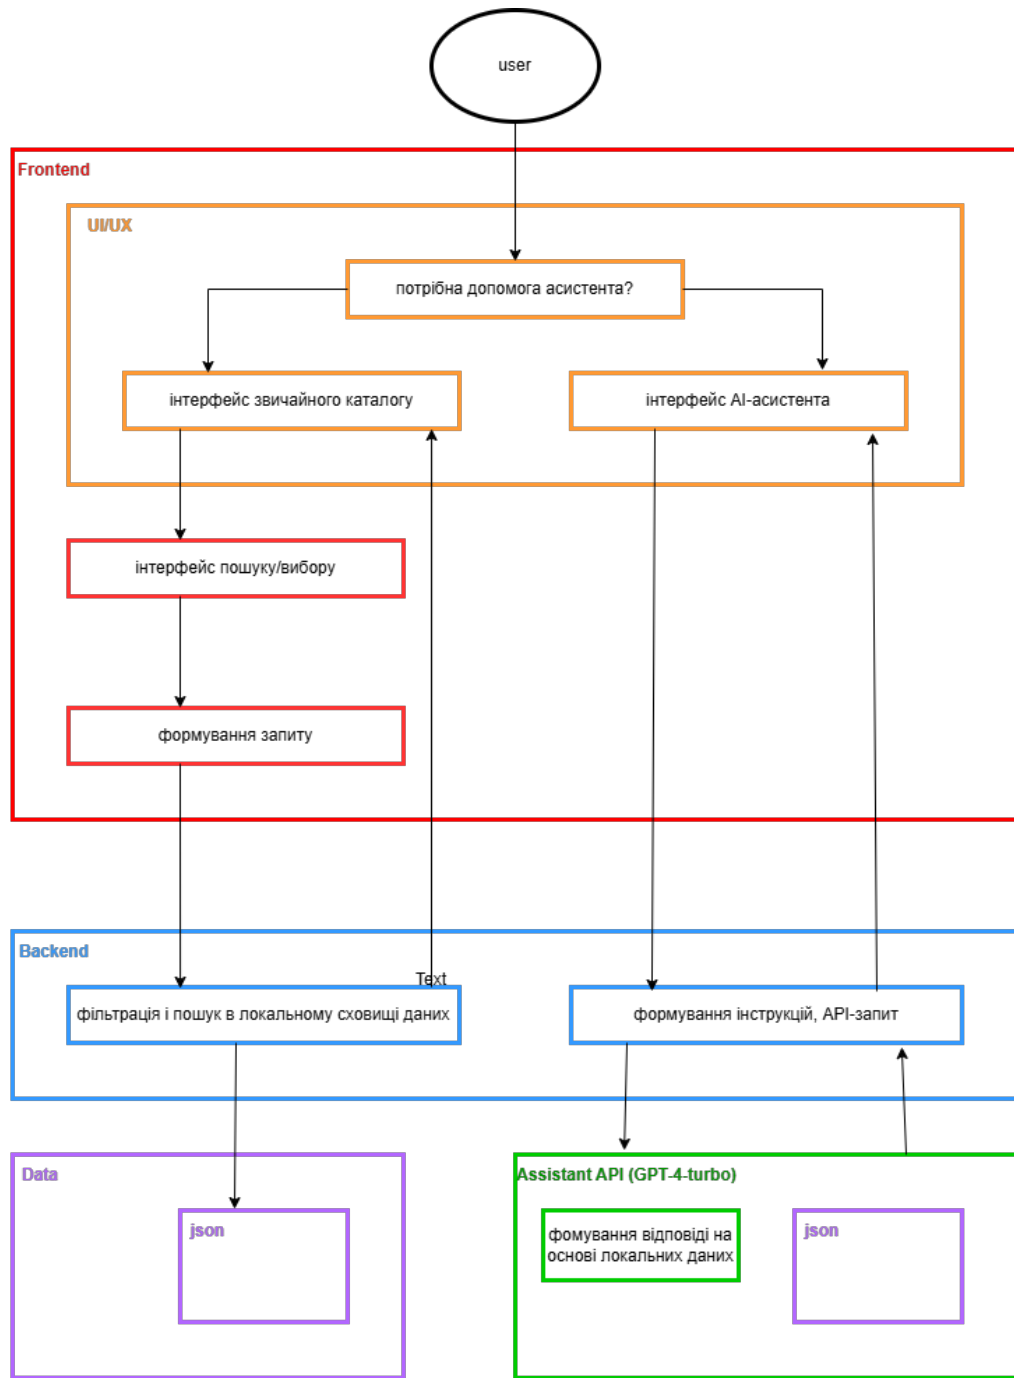 user
Frontend
UI/UX
потрібна допомога асистента?
інтерфейс звичайного каталогу
інтерфейс AI-асистента
інтерфейс пошуку/вибору
формування запиту
Backend
Text
фільтрація і пошук в локальному сховищі даних
формування інструкцій, API-запит
Data
json
Assistant API (GPT-4-turbo)
фомування відповіді на
основі локальних даних
json